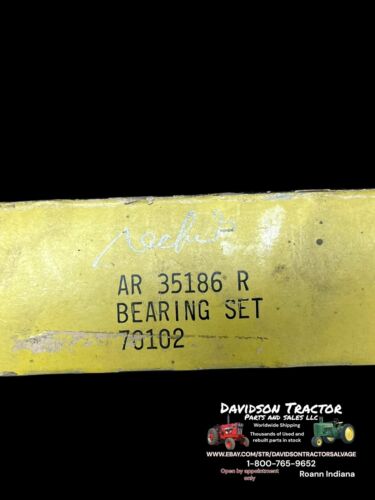 AR 35186 R
BEARING SET
70102
DAVIDSON TRACTOR
PARTS AND SALES LLC
Worldwide Shipping
Thousands of Used and
rebuilt parts in stock
WWW.EBAY.COM/STR/DAVIDSONTRACTORSALVAGE
1-800-765-9652
Open by appointment
only
Roann Indiana